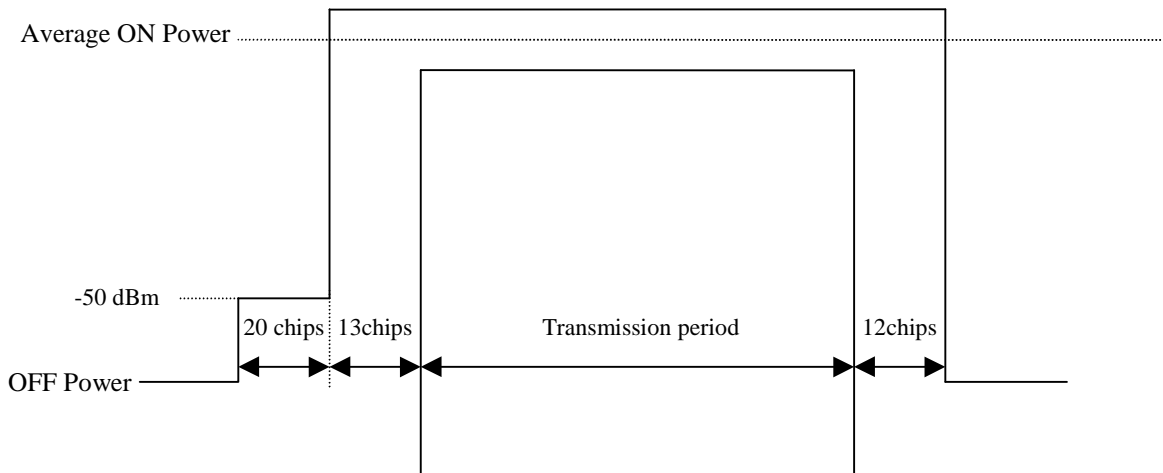 Average ON Power
-50 dBm
20 chips 13chips Transmission period 12chips
OFF Power